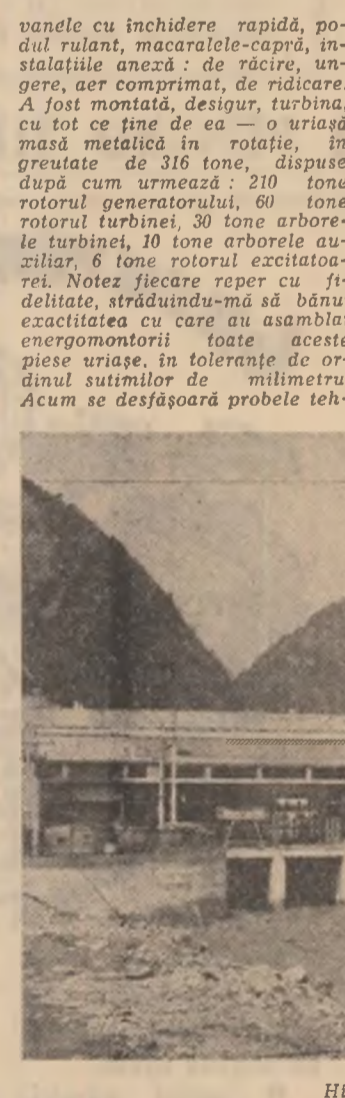 vanele cu închidere rapidă, po-
dul rulant, macaralele-capră, in-
stalațiile anexă : de răcire, un-
gere, aer comprimat, de ridicare.
A fost montată, desigur, turbina,
cu tot ce ține de ea — o uriașă
masă metalică în rotație, în
greutate de 316 tone, dispuse
după cum urmează : 210 tone
rotorul generatorului, 60 tone
rotorul turbinei, 30 tone arbore-
le turbinei, 10 tone arborele au-
xiliar, 6 tone rotorul excitatoa-
rei. Notez fiecare reper cu fi-
delitate, străduindu-mă să bănu
exactitatea cu care au asambla
energomontorii toate aceste
piese uriașe, în toleranțe de or-
dinul sutimilor de milimetru
Acum se desfășoară probele teh-
Hi